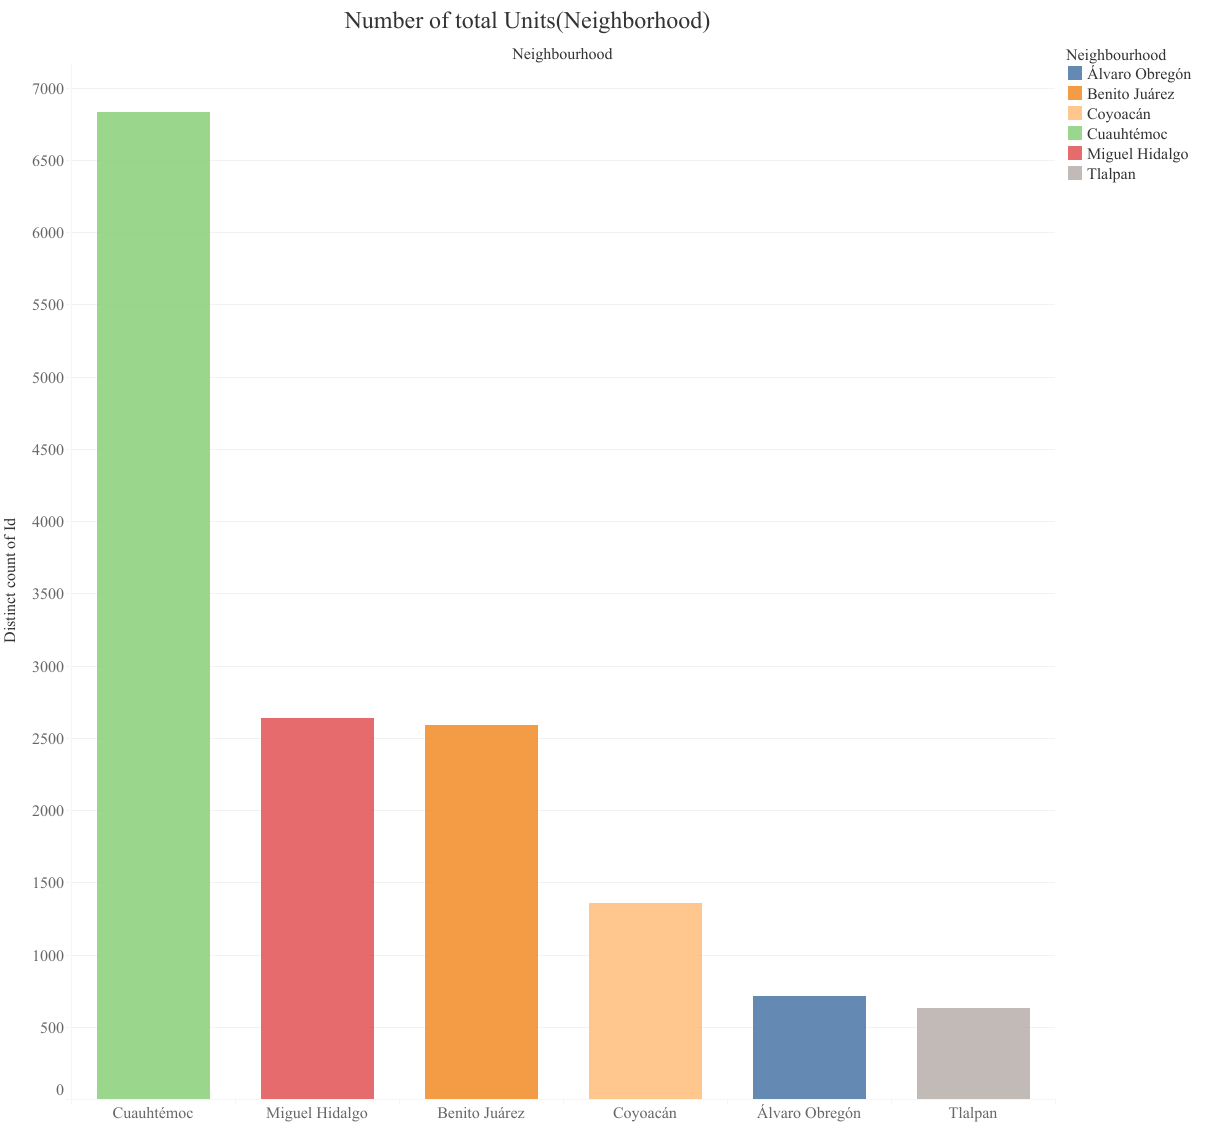 Number of total Units(Neighborhood)
Neighbourhood
Neighbourhood
Álvaro Obregón
Benito Juárez
Coyoacán
Cuauhtémoc
Miguel Hidalgo
Tlalpan
Distinct count of Id
7000
6500
6000
5500
5000
4500
4000
3500
3000
2500
2000
1500
1000
500
0
Cuauhtémoc Miguel Hidalgo Benito Juárez Coyoacán Álvaro Obregón Tlalpan